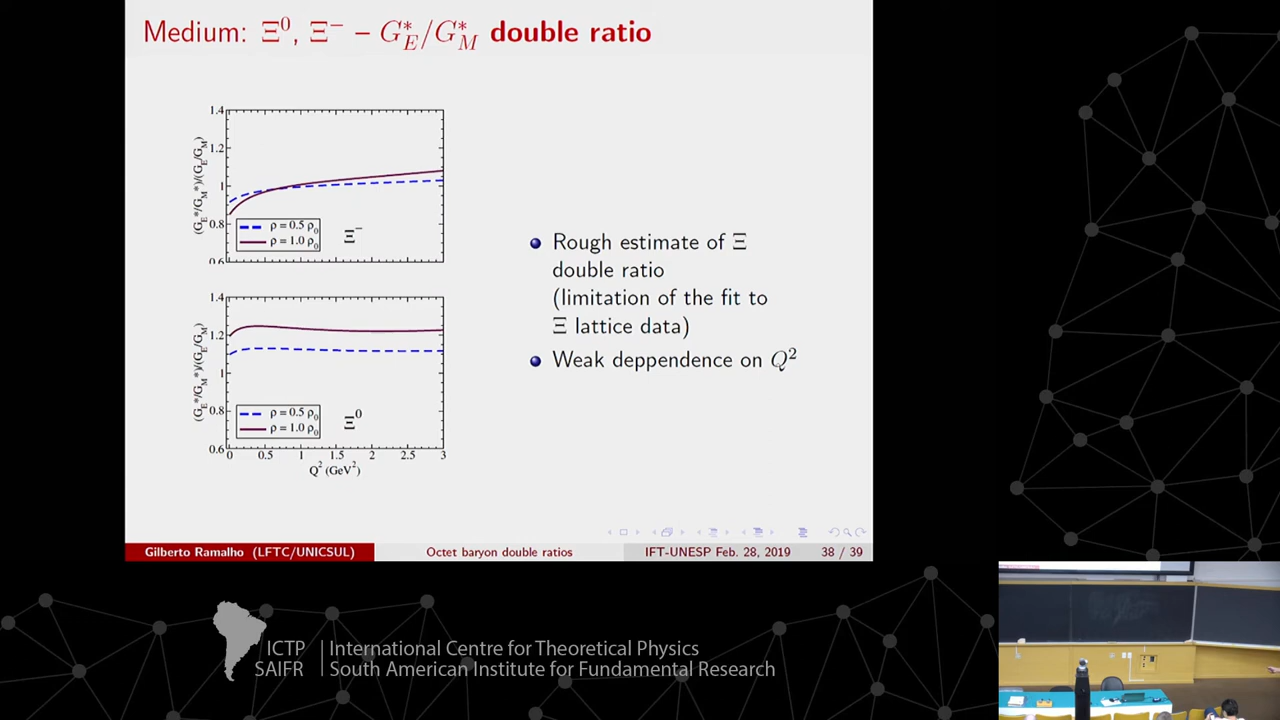 Medium: Ξ⁰, Ξ⁻ – G*_E/G*_M double ratio
1.4
1.2
1
0.8
0.6
(G_E*/G_M*)/(G_E/G_M)
ρ = 0.5 ρ₀
ρ = 1.0 ρ₀
Ξ⁻
1.4
1.2
1
0.8
0.6
(G_E*/G_M*)/(G_E/G_M)
ρ = 0.5 ρ₀
ρ = 1.0 ρ₀
Ξ⁰
0 0.5 1 1.5 2 2.5 3
Q² (GeV²)
Rough estimate of Ξ
double ratio
(limitation of the fit to
Ξ lattice data)
Weak deppendence on Q²
Gilberto Ramalho (LFTC/UNICSUL) Octet baryon double ratios IFT-UNESP Feb. 28, 2019 38 / 39
ICTP International Centre for Theoretical Physics
SAIFR South American Institute for Fundamental Research